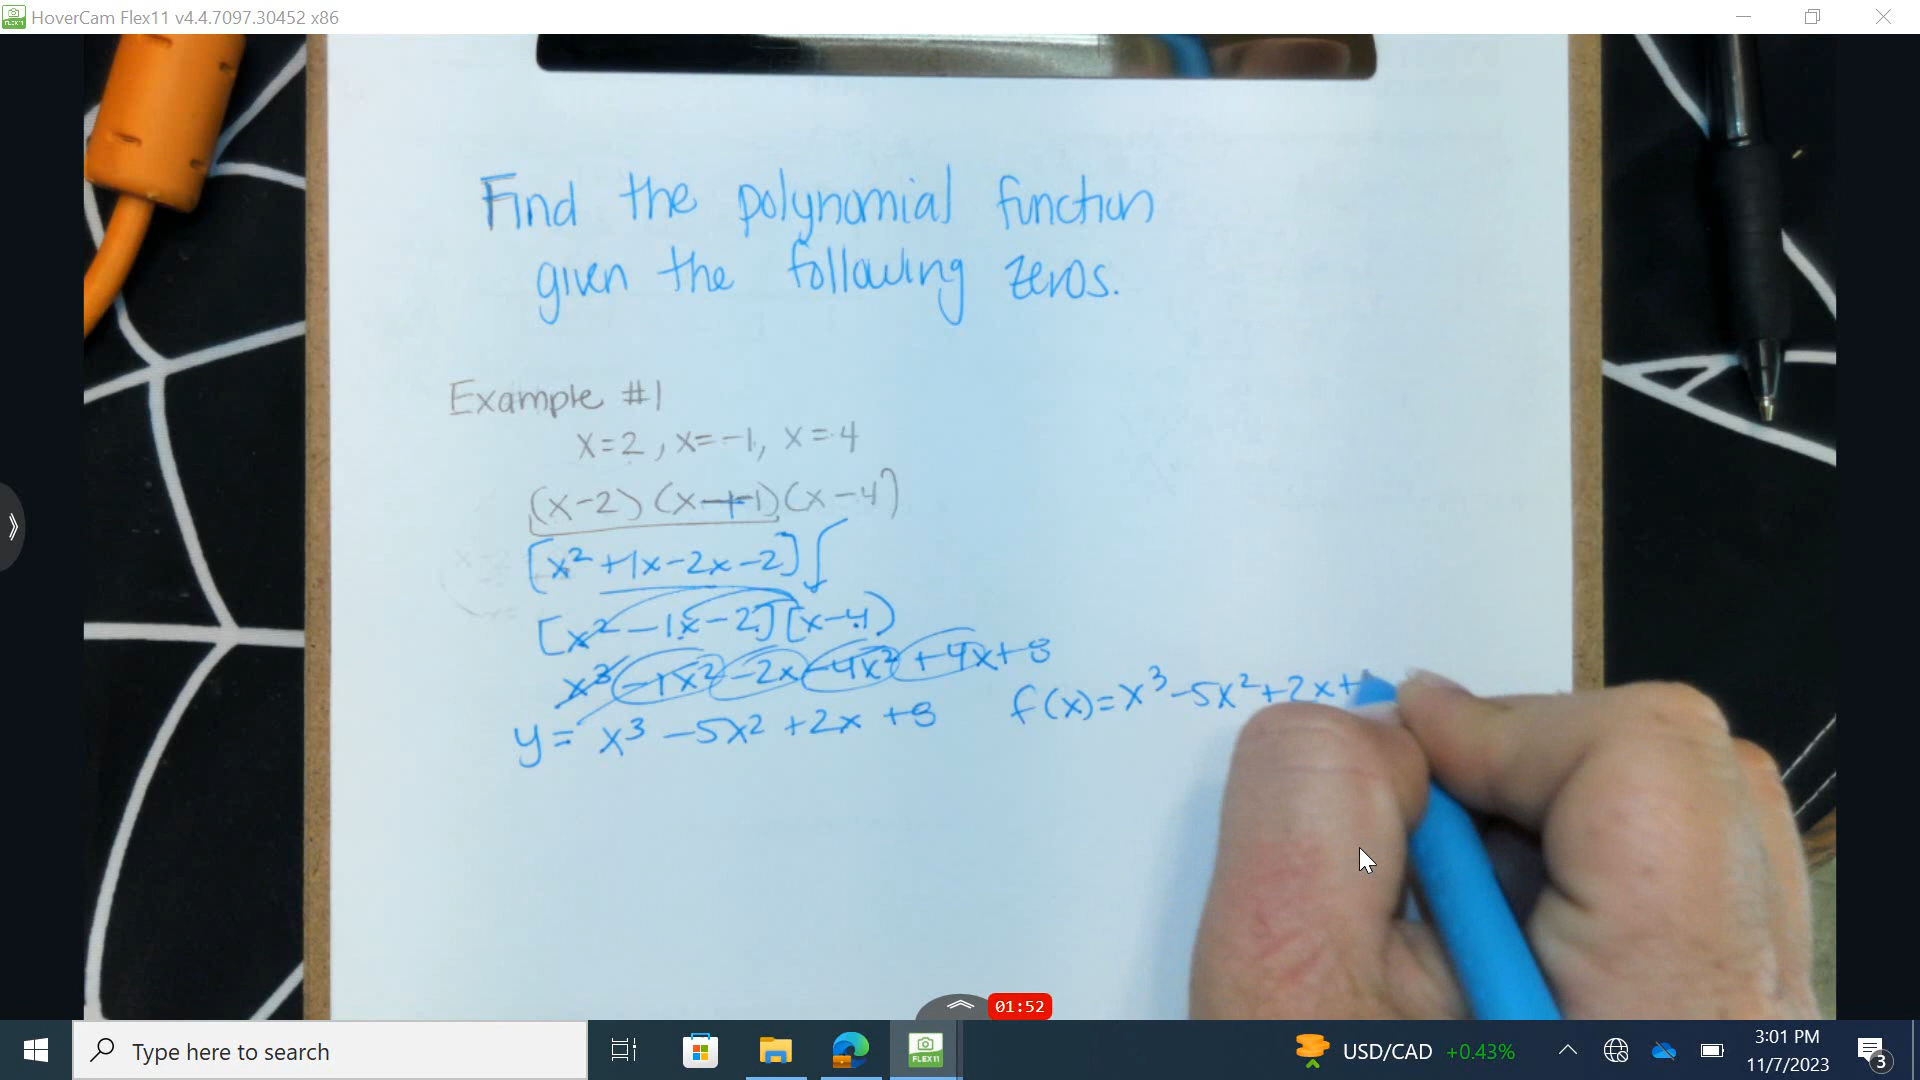 HoverCam Flex11 v4.4.7097.30452 x86
Find the polynomial function
given the following zeros.
Example #1
x=2, x=-1, x=4
(x-2)(x+1)(x-4)
[x²+1x-2x-2]
[x²-1x-2][x-4)
x³-1x²-2x-4x²+4x+8
y= x³-5x²+2x+8
f(x)=x³-5x²+2x+
01:52
Type here to search
FLEX11
USD/CAD +0.43%
3:01 PM
11/7/2023
3